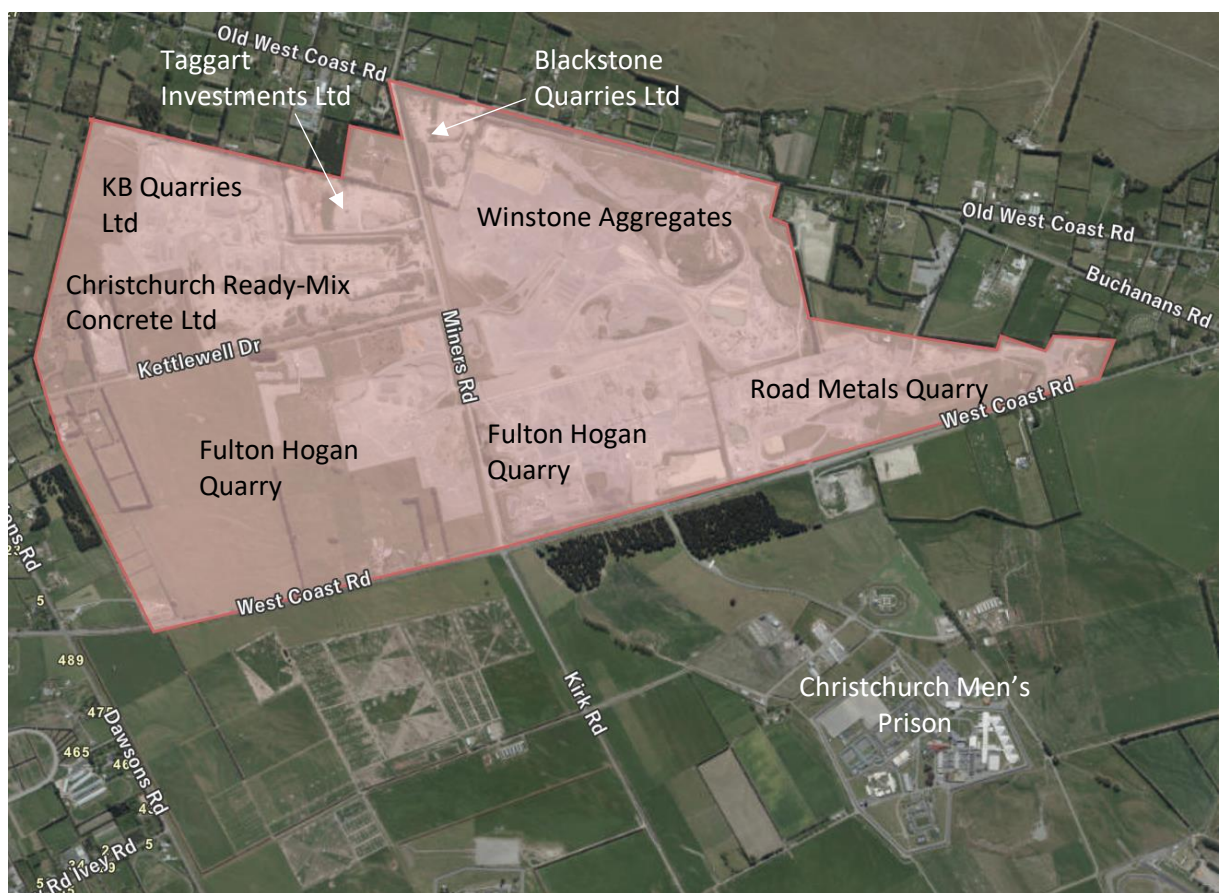 Old West Coast Rd
Taggart
Investments Ltd
Blackstone
Quarries Ltd
KB Quarries
Ltd
Winstone Aggregates
Old West Coast Rd
Buchanans Rd
Christchurch Ready-Mix
Concrete Ltd
Kettlewell Dr
Miners Rd
Road Metals Quarry
West Coast Rd
Fulton Hogan
Quarry
Fulton Hogan
Quarry
West Coast Rd
5
489
Kirk Rd
Christchurch Men's
Prison
465
Dawsons Rd
5
Rd Ivey Rd